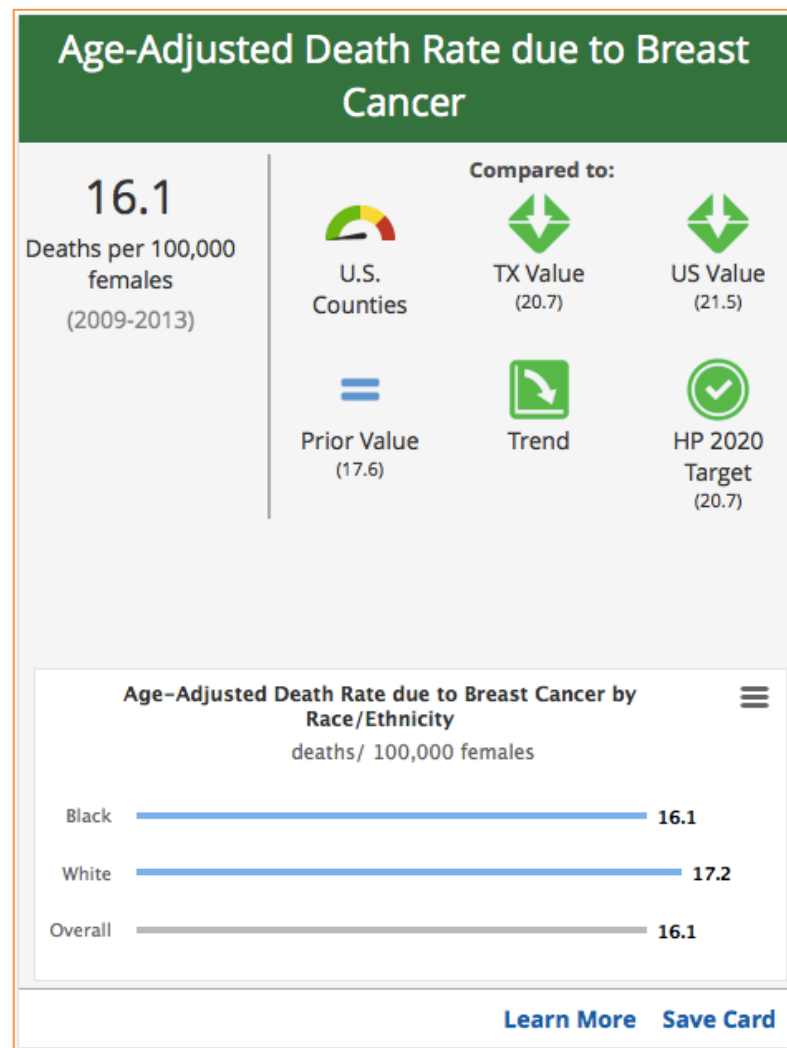 Age-Adjusted Death Rate due to Breast
Cancer
16.1
Deaths per 100,000
females
(2009-2013)
Compared to:
U.S.
Counties
TX Value
(20.7)
US Value
(21.5)
Prior Value
(17.6)
Trend
HP 2020
Target
(20.7)
Age-Adjusted Death Rate due to Breast Cancer by
Race/Ethnicity
deaths/ 100,000 females
Black 16.1
White 17.2
Overall 16.1
Learn More Save Card